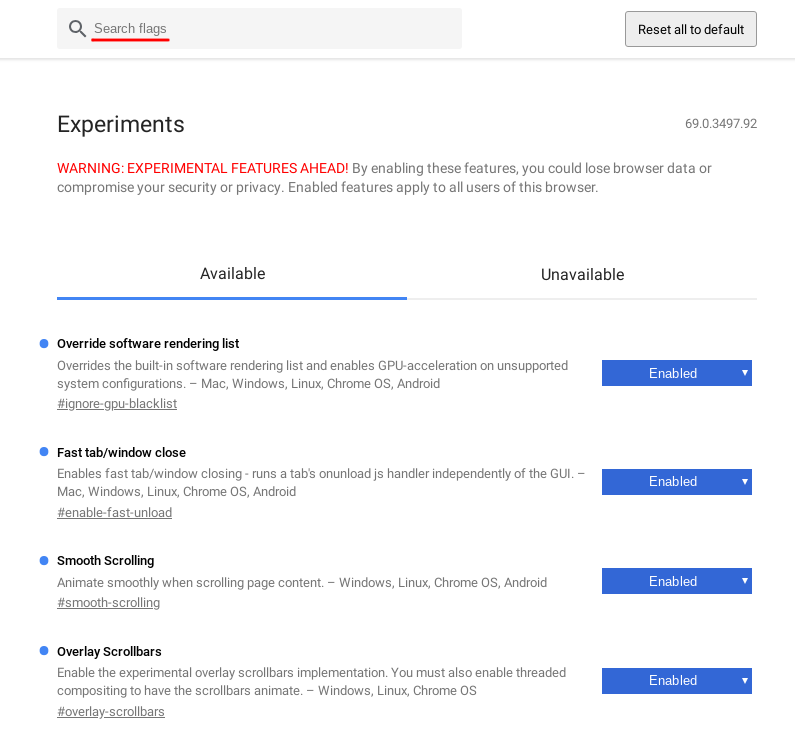 Search flags
Reset all to default
Experiments
69.0.3497.92
WARNING: EXPERIMENTAL FEATURES AHEAD! By enabling these features, you could lose browser data or
compromise your security or privacy. Enabled features apply to all users of this browser.
Available
Unavailable
Override software rendering list
Overrides the built-in software rendering list and enables GPU-acceleration on unsupported
system configurations. – Mac, Windows, Linux, Chrome OS, Android
#ignore-gpu-blacklist
Enabled
Fast tab/window close
Enables fast tab/window closing - runs a tab's onunload js handler independently of the GUI. –
Mac, Windows, Linux, Chrome OS, Android
#enable-fast-unload
Enabled
Smooth Scrolling
Animate smoothly when scrolling page content. – Windows, Linux, Chrome OS, Android
#smooth-scrolling
Enabled
Overlay Scrollbars
Enable the experimental overlay scrollbars implementation. You must also enable threaded
compositing to have the scrollbars animate. – Windows, Linux, Chrome OS
#overlay-scrollbars
Enabled